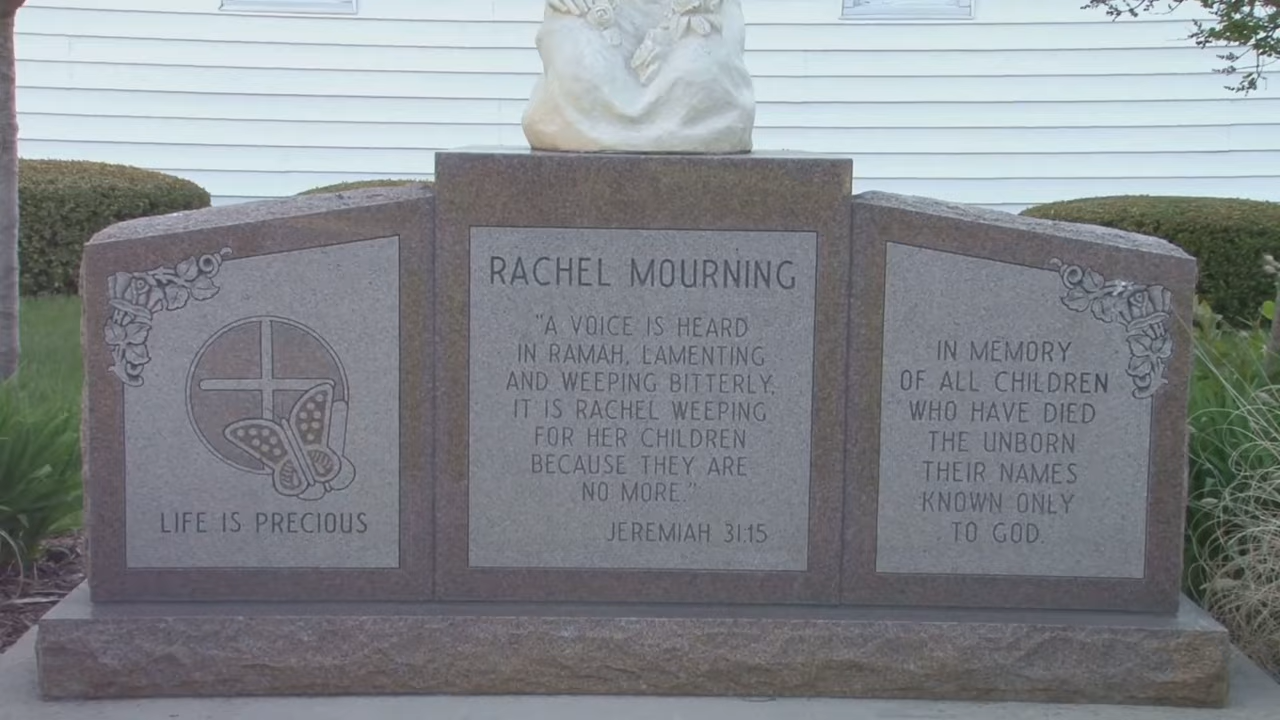 LIFE IS PRECIOUS
RACHEL MOURNING
"A VOICE IS HEARD
IN RAMAH, LAMENTING
AND WEEPING BITTERLY,
IT IS RACHEL WEEPING
FOR HER CHILDREN
BECAUSE THEY ARE
NO MORE."
JEREMIAH 31:15
IN MEMORY
OF ALL CHILDREN
WHO HAVE DIED
THE UNBORN
THEIR NAMES
KNOWN ONLY
TO GOD.